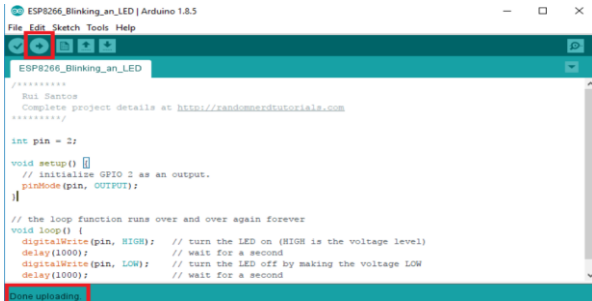 ESP8266_Blinking_an_LED | Arduino 1.8.5
File Edit Sketch Tools Help
ESP8266_Blinking_an_LED
/*********
  Rui Santos
  Complete project details at http://randomnerdtutorials.com
*********/
int pin = 2;
void setup() {
  // initialize GPIO 2 as an output.
  pinMode(pin, OUTPUT);
}
// the loop function runs over and over again forever
void loop() {
  digitalWrite(pin, HIGH);   // turn the LED on (HIGH is the voltage level)
  delay(1000);               // wait for a second
  digitalWrite(pin, LOW);    // turn the LED off by making the voltage LOW
  delay(1000);               // wait for a second
Done uploading.